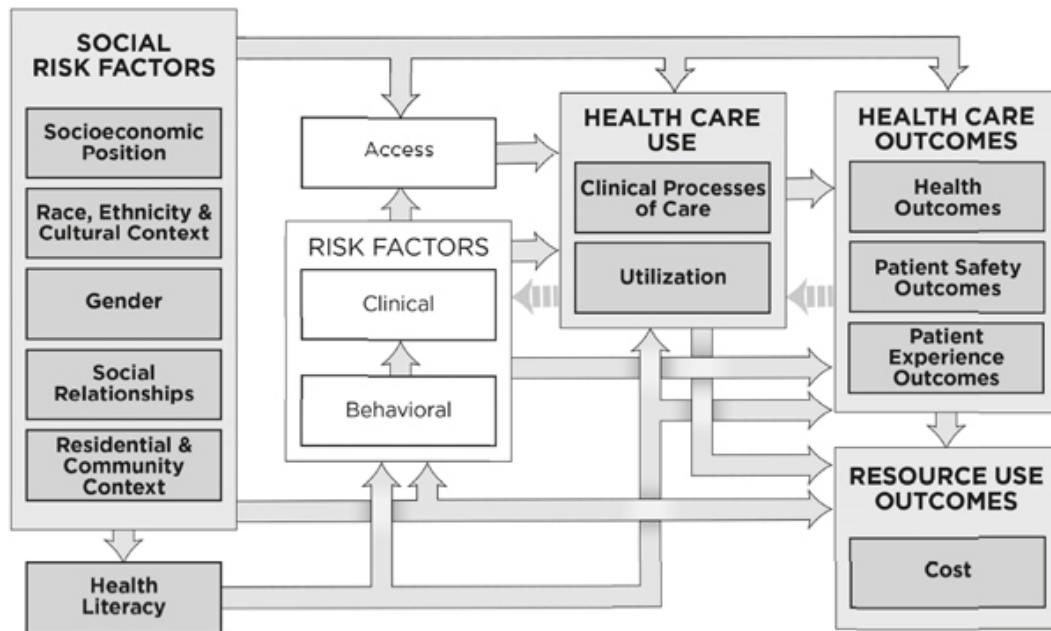 SOCIAL
RISK FACTORS
Socioeconomic
Position
Race, Ethnicity &
Cultural Context
Gender
Social
Relationships
Residential &
Community
Context
Health
Literacy
Access
RISK FACTORS
Clinical
Behavioral
HEALTH CARE
USE
Clinical Processes
of Care
Utilization
HEALTH CARE
OUTCOMES
Health
Outcomes
Patient Safety
Outcomes
Patient
Experience
Outcomes
RESOURCE USE
OUTCOMES
Cost